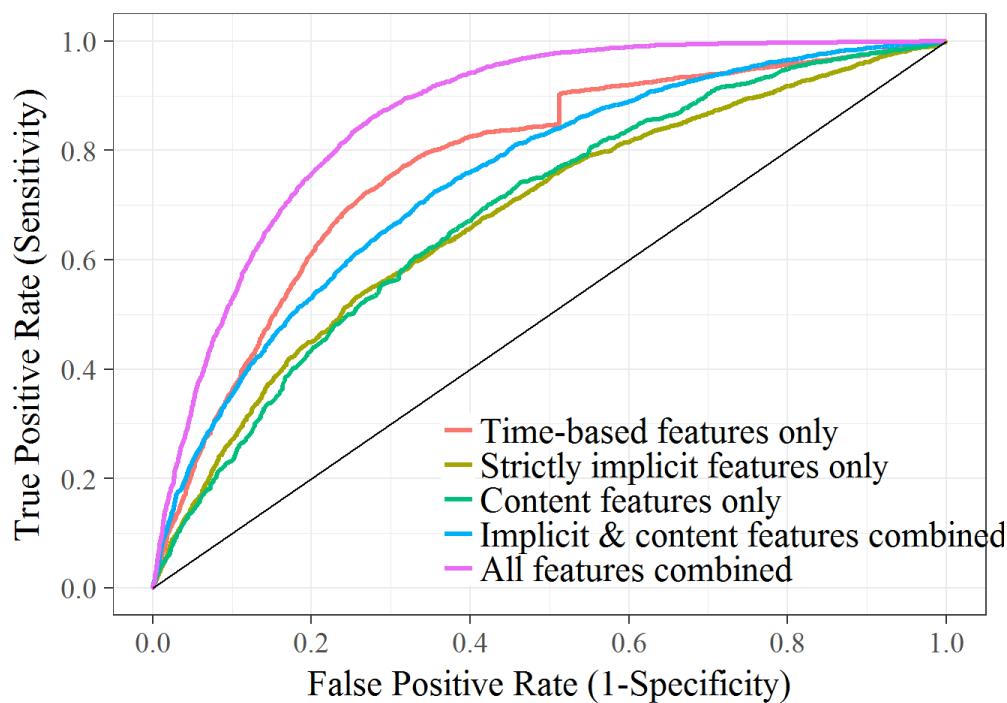 1.0
0.8
0.6
0.4
0.2
0.0
True Positive Rate (Sensitivity)
Time-based features only
Strictly implicit features only
Content features only
Implicit & content features combined
All features combined
0.0 0.2 0.4 0.6 0.8 1.0
False Positive Rate (1-Specificity)